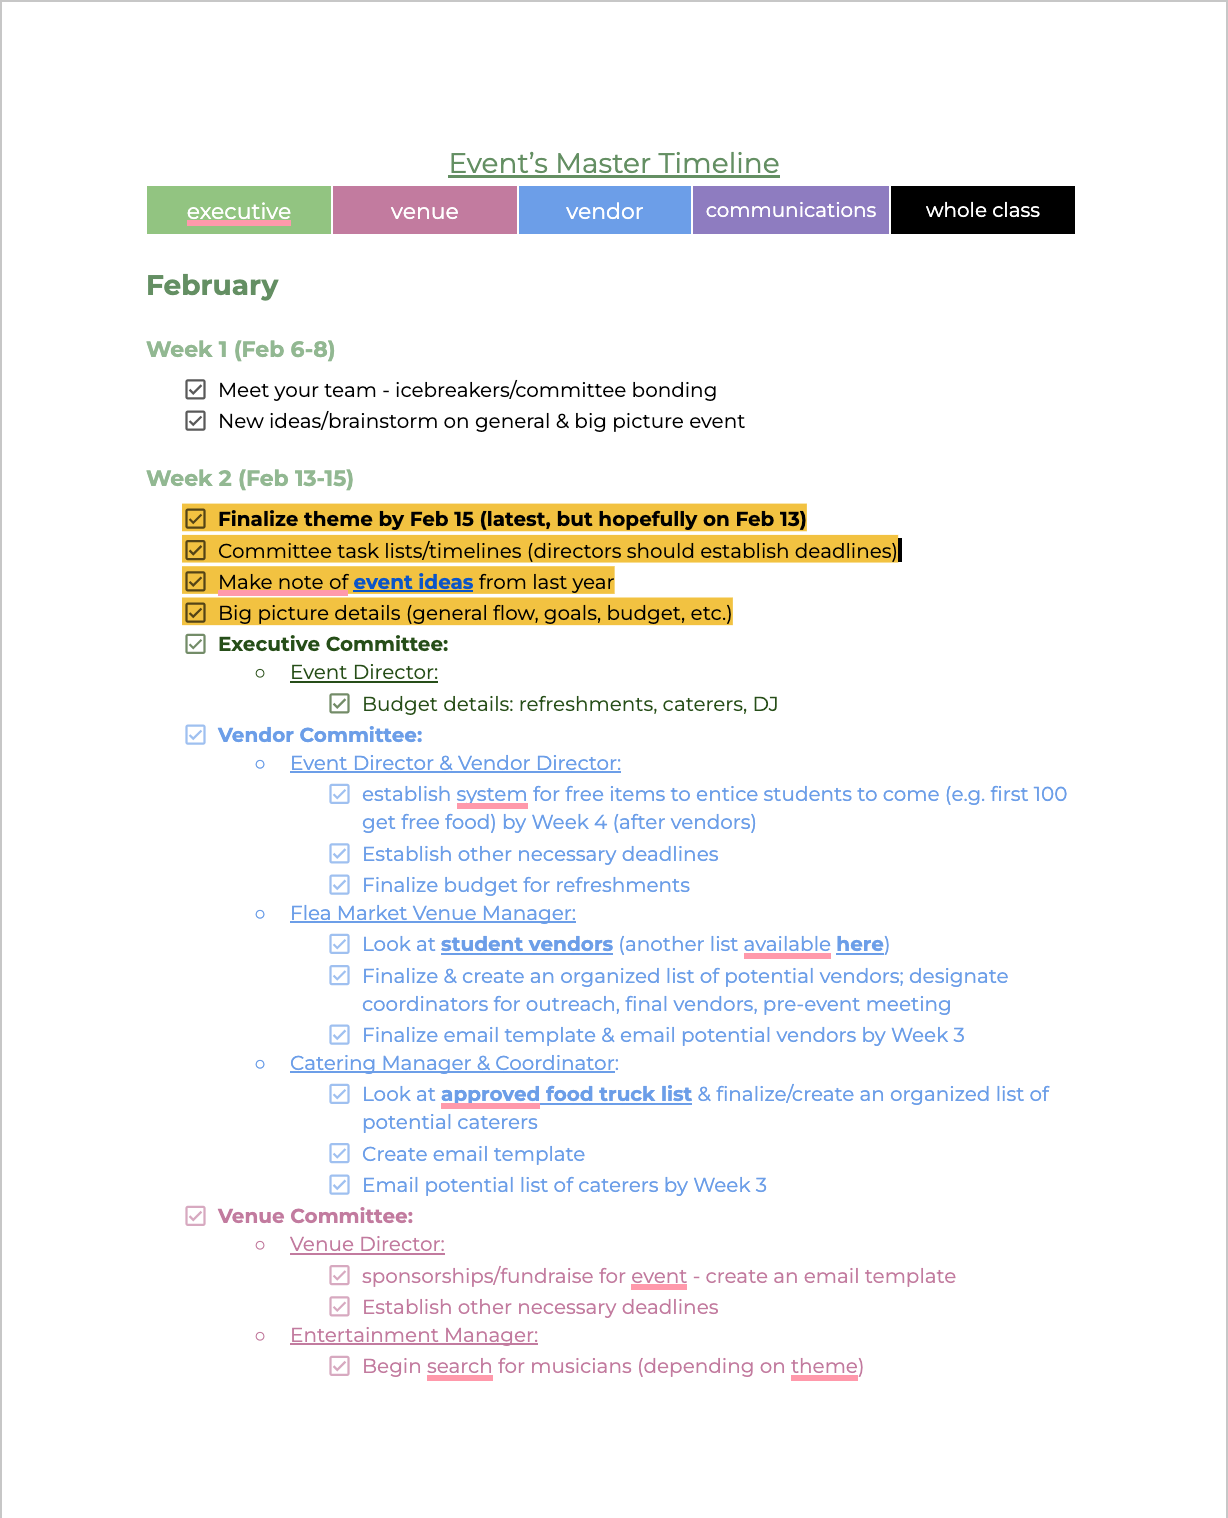 Event’s Master Timeline
executive venue vendor communications whole class
February
Week 1 (Feb 6-8)
Meet your team - icebreakers/committee bonding
New ideas/brainstorm on general & big picture event
Week 2 (Feb 13-15)
Finalize theme by Feb 15 (latest, but hopefully on Feb 13)
Committee task lists/timelines (directors should establish deadlines)
Make note of event ideas from last year
Big picture details (general flow, goals, budget, etc.)
Executive Committee:
Event Director:
Budget details: refreshments, caterers, DJ
Vendor Committee:
Event Director & Vendor Director:
establish system for free items to entice students to come (e.g. first 100
get free food) by Week 4 (after vendors)
Establish other necessary deadlines
Finalize budget for refreshments
Flea Market Venue Manager:
Look at student vendors (another list available here)
Finalize & create an organized list of potential vendors; designate
coordinators for outreach, final vendors, pre-event meeting
Finalize email template & email potential vendors by Week 3
Catering Manager & Coordinator:
Look at approved food truck list & finalize/create an organized list of
potential caterers
Create email template
Email potential list of caterers by Week 3
Venue Committee:
Venue Director:
sponsorships/fundraise for event - create an email template
Establish other necessary deadlines
Entertainment Manager:
Begin search for musicians (depending on theme)